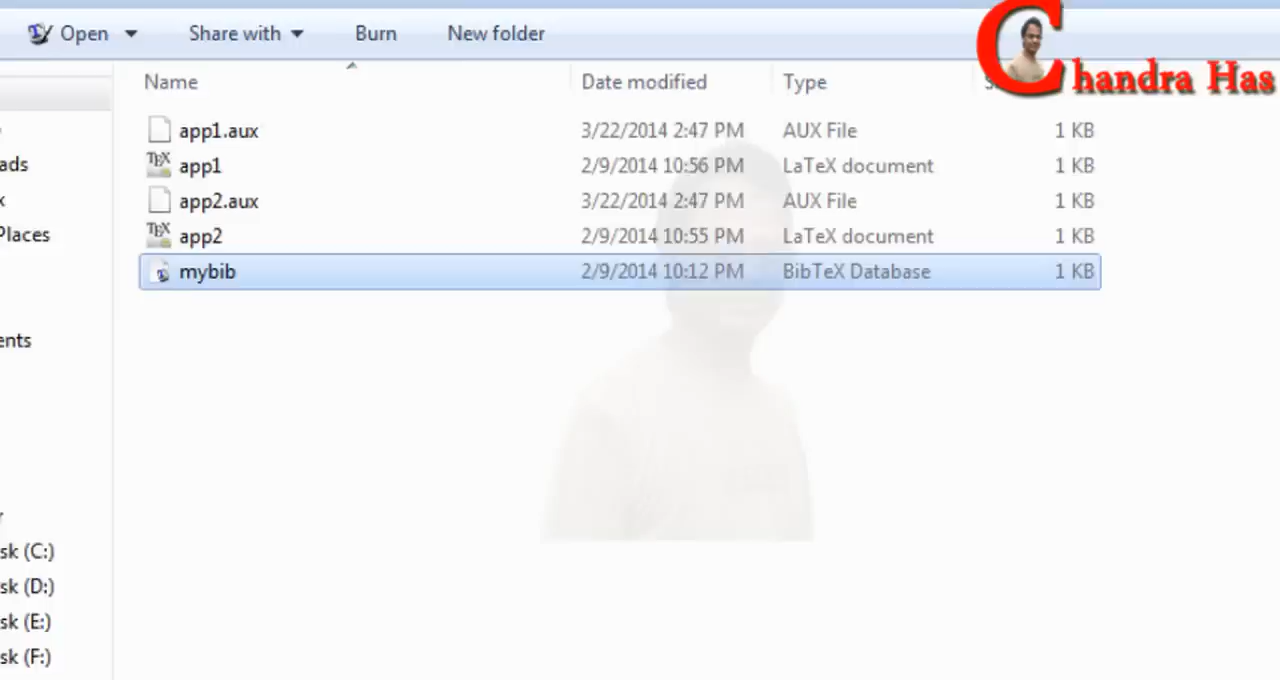 Open Share with Burn New folder
Chandra Has
Name Date modified Type
app1.aux 3/22/2014 2:47 PM AUX File 1 KB
TEX app1 2/9/2014 10:56 PM LaTeX document 1 KB
app2.aux 3/22/2014 2:47 PM AUX File 1 KB
TEX app2 2/9/2014 10:55 PM LaTeX document 1 KB
mybib 2/9/2014 10:12 PM BibTeX Database 1 KB
ads
x
Places
ents
r
sk (C:)
sk (D:)
sk (E:)
sk (F:)